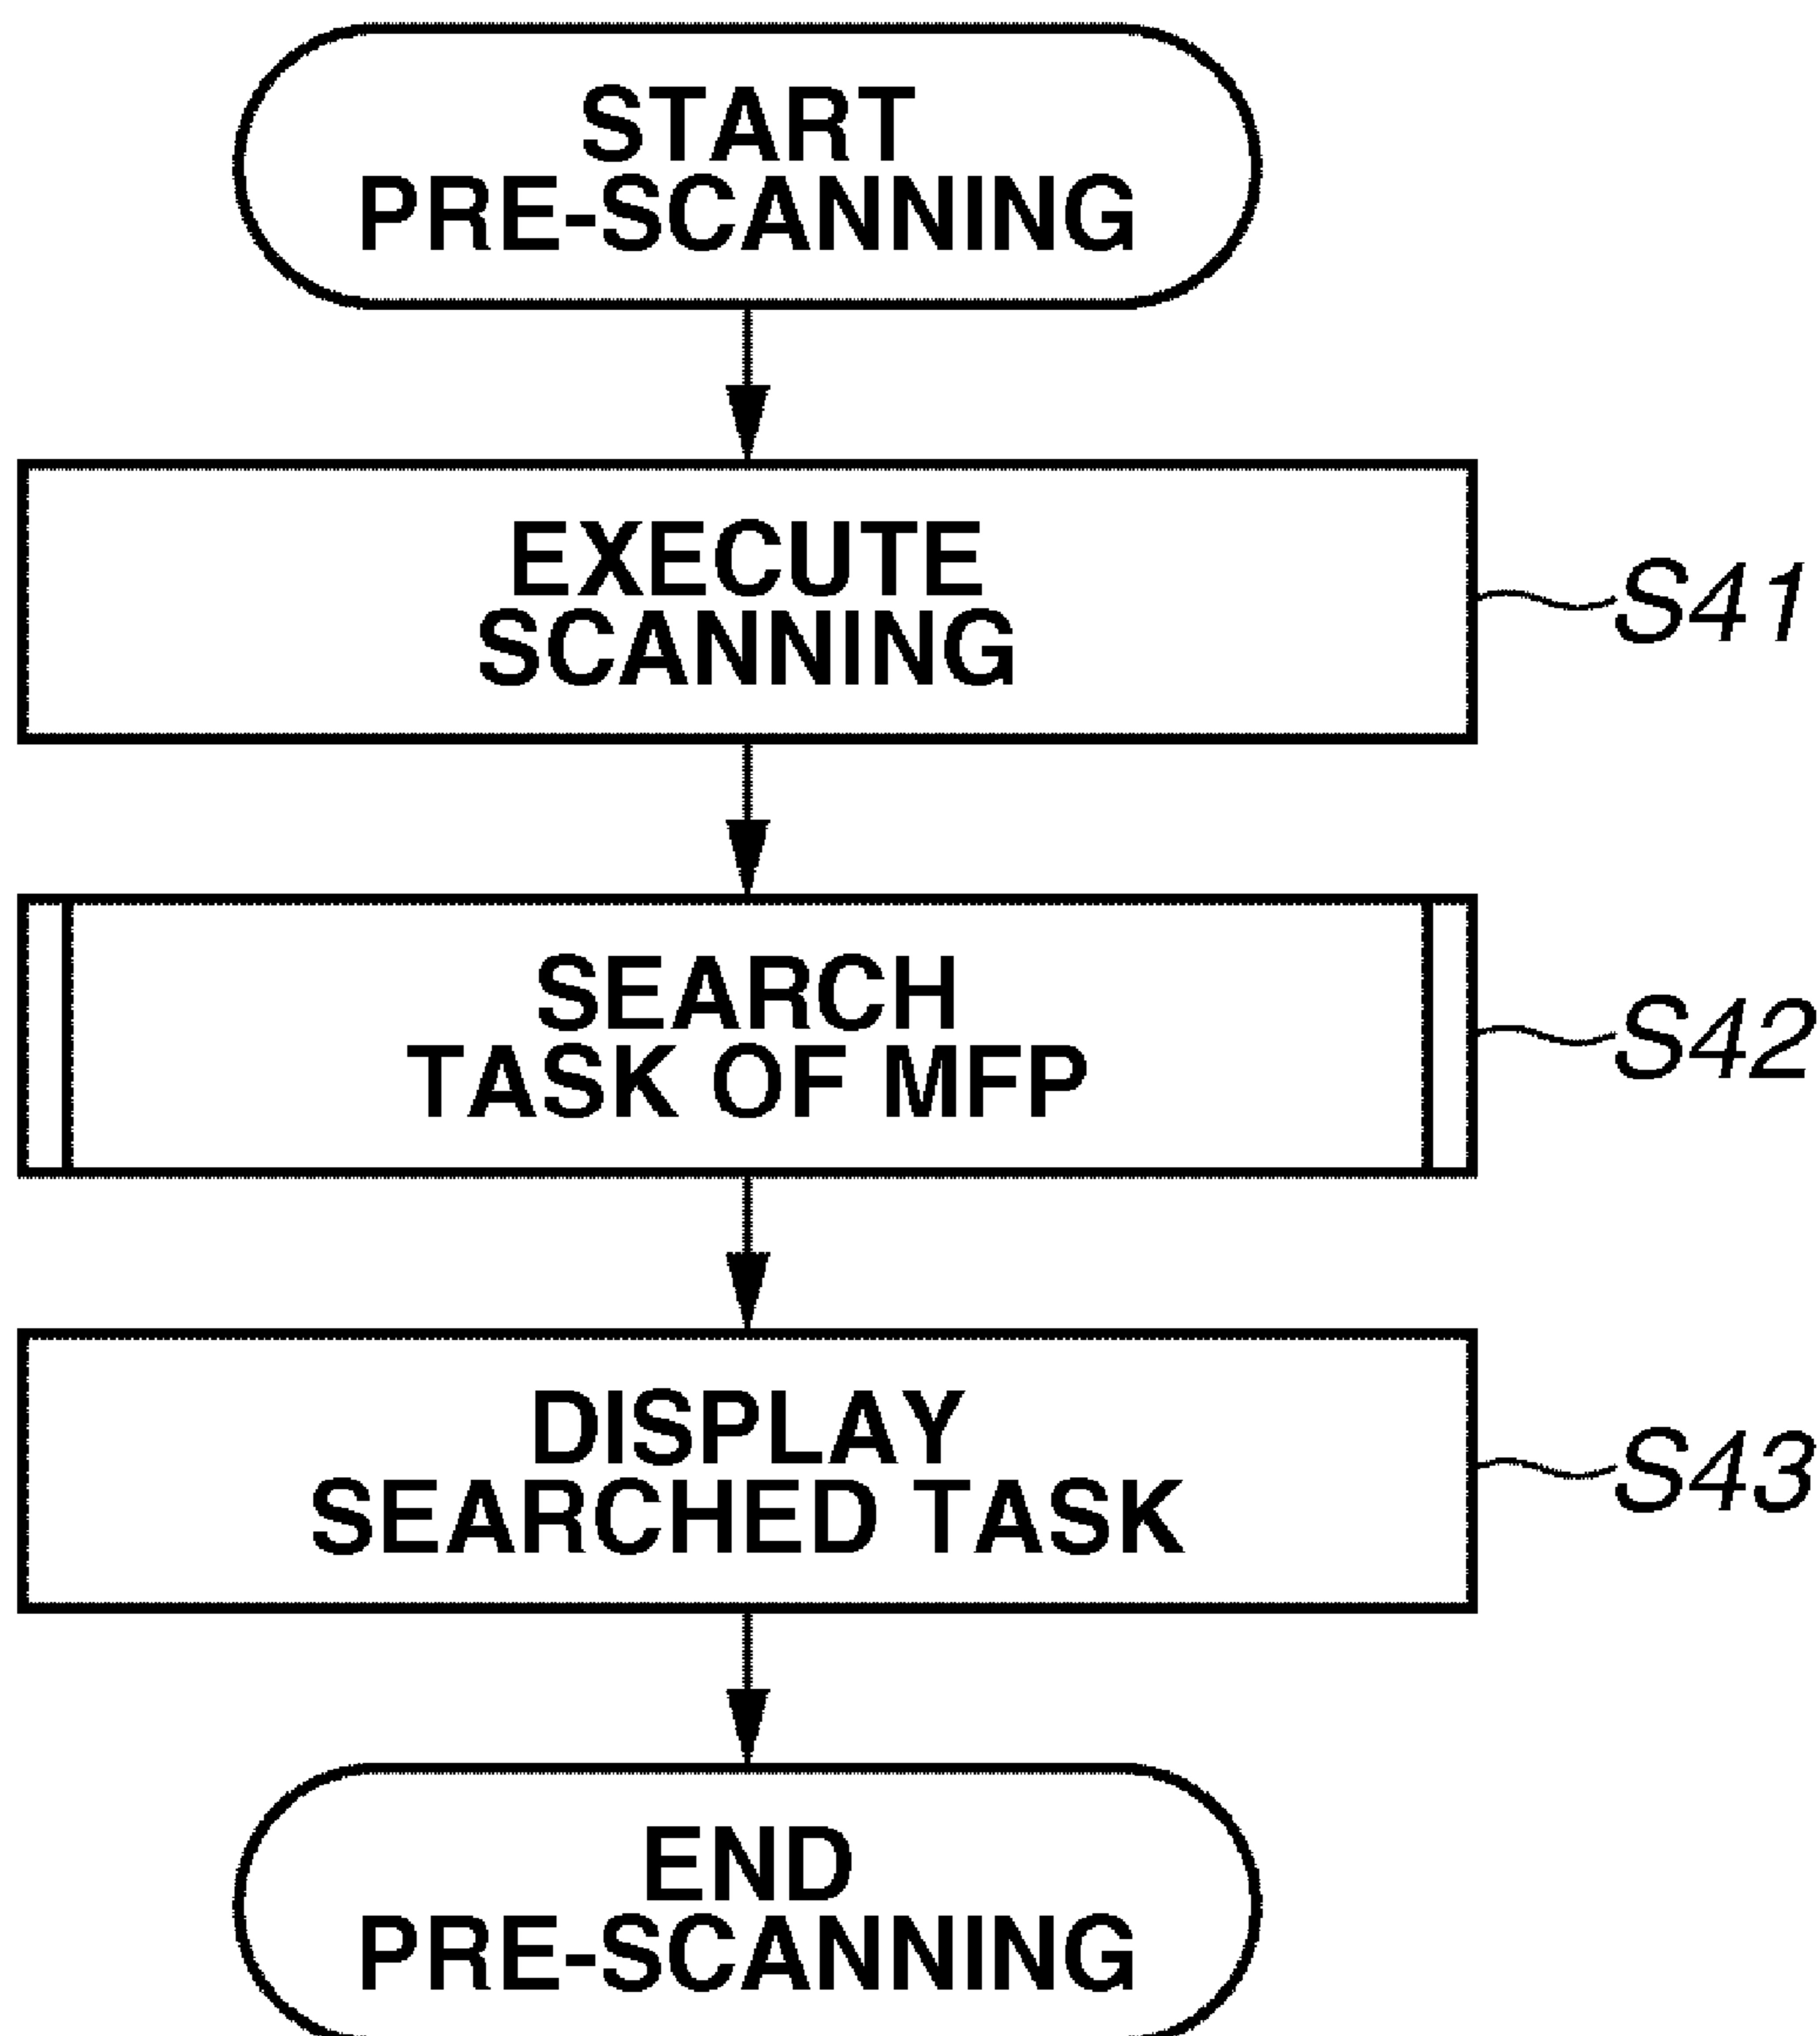 START
PRE-SCANNING
EXECUTE
SCANNING
S41
SEARCH
TASK OF MFP
S42
DISPLAY
SEARCHED TASK
S43
END
PRE-SCANNING